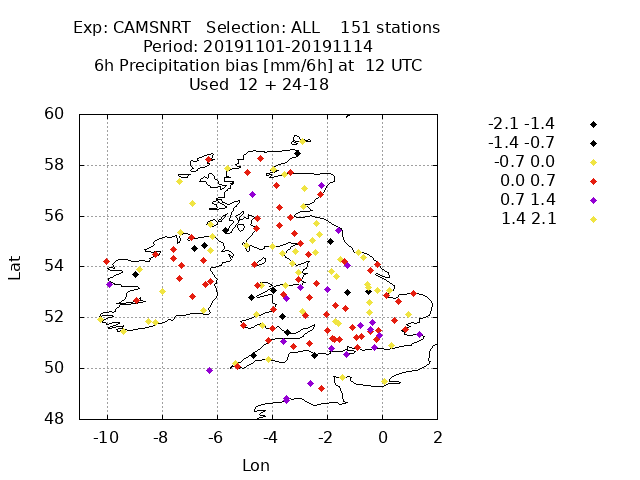 Exp: CAMSNRT   Selection: ALL    151 stations
Period: 20191101-20191114
6h Precipitation bias [mm/6h] at  12 UTC
Used  12 + 24-18
60
58
56
54
52
50
48
Lat
-10 -8 -6 -4 -2 0 2
Lon
-2.1 -1.4
-1.4 -0.7
-0.7 0.0
0.0 0.7
0.7 1.4
1.4 2.1